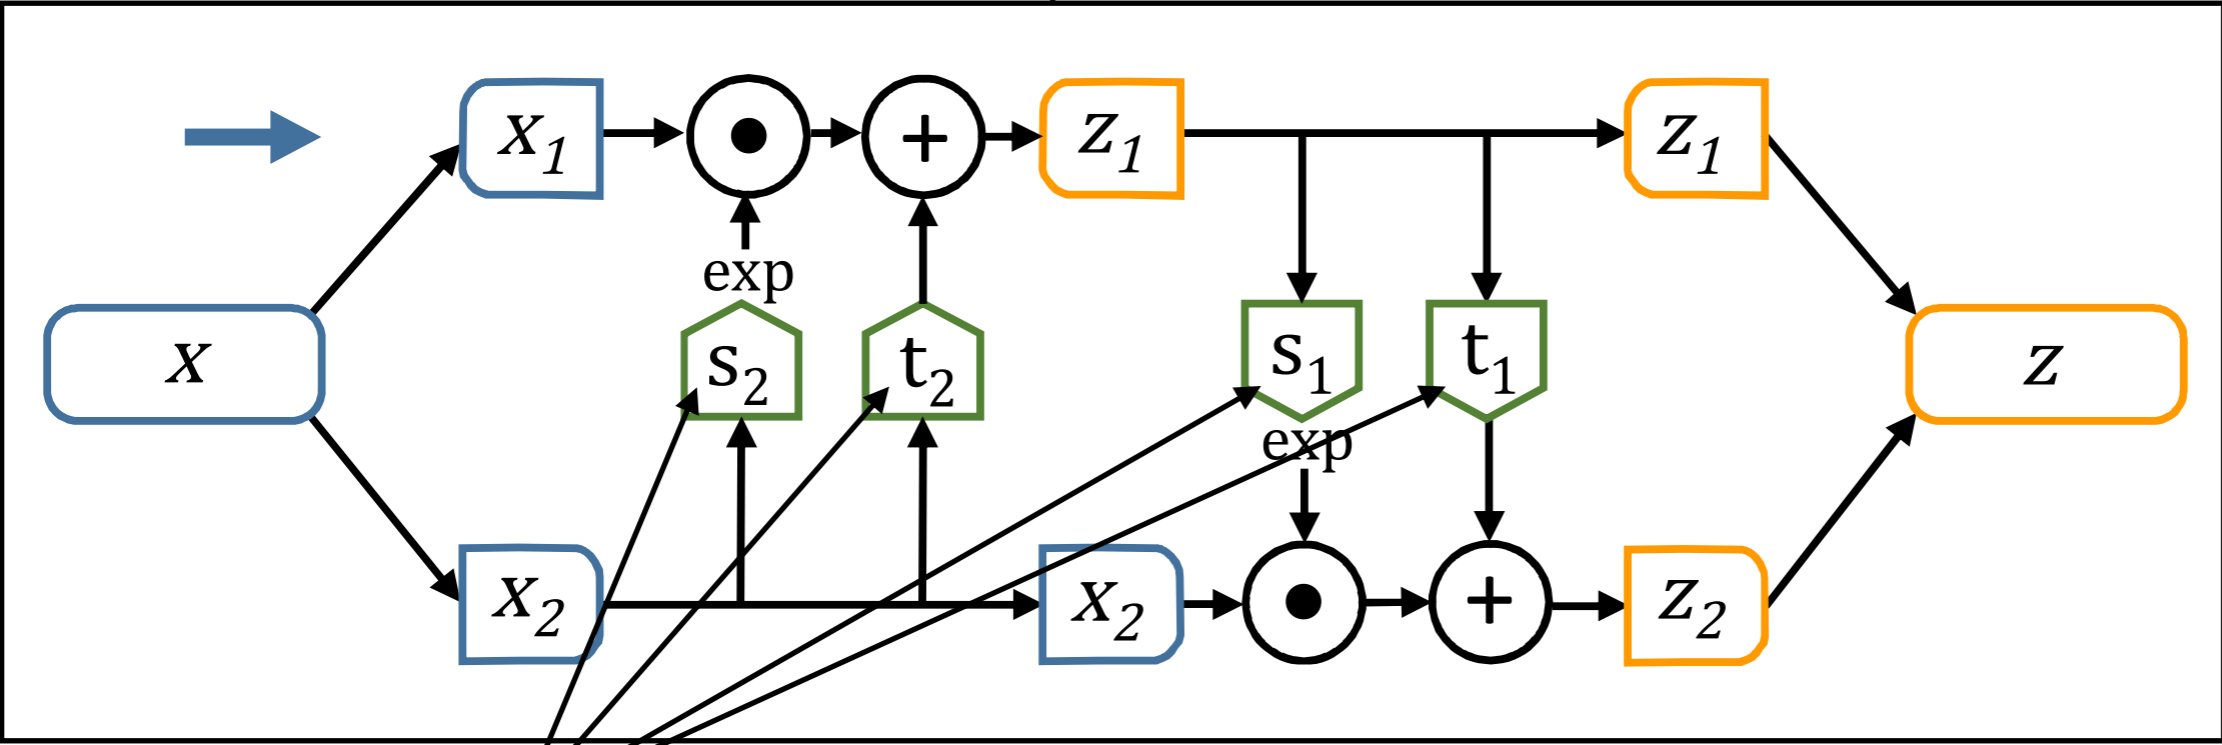 x₁ z₁ z₁
exp
x s₂ t₂ s₁ t₁ z
exp
x₂ x₂ z₂